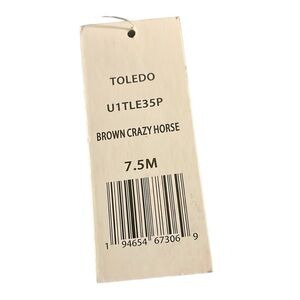 TOLEDO
U1TLE35P
BROWN CRAZY HORSE
7.5M
1 94654 67306 9